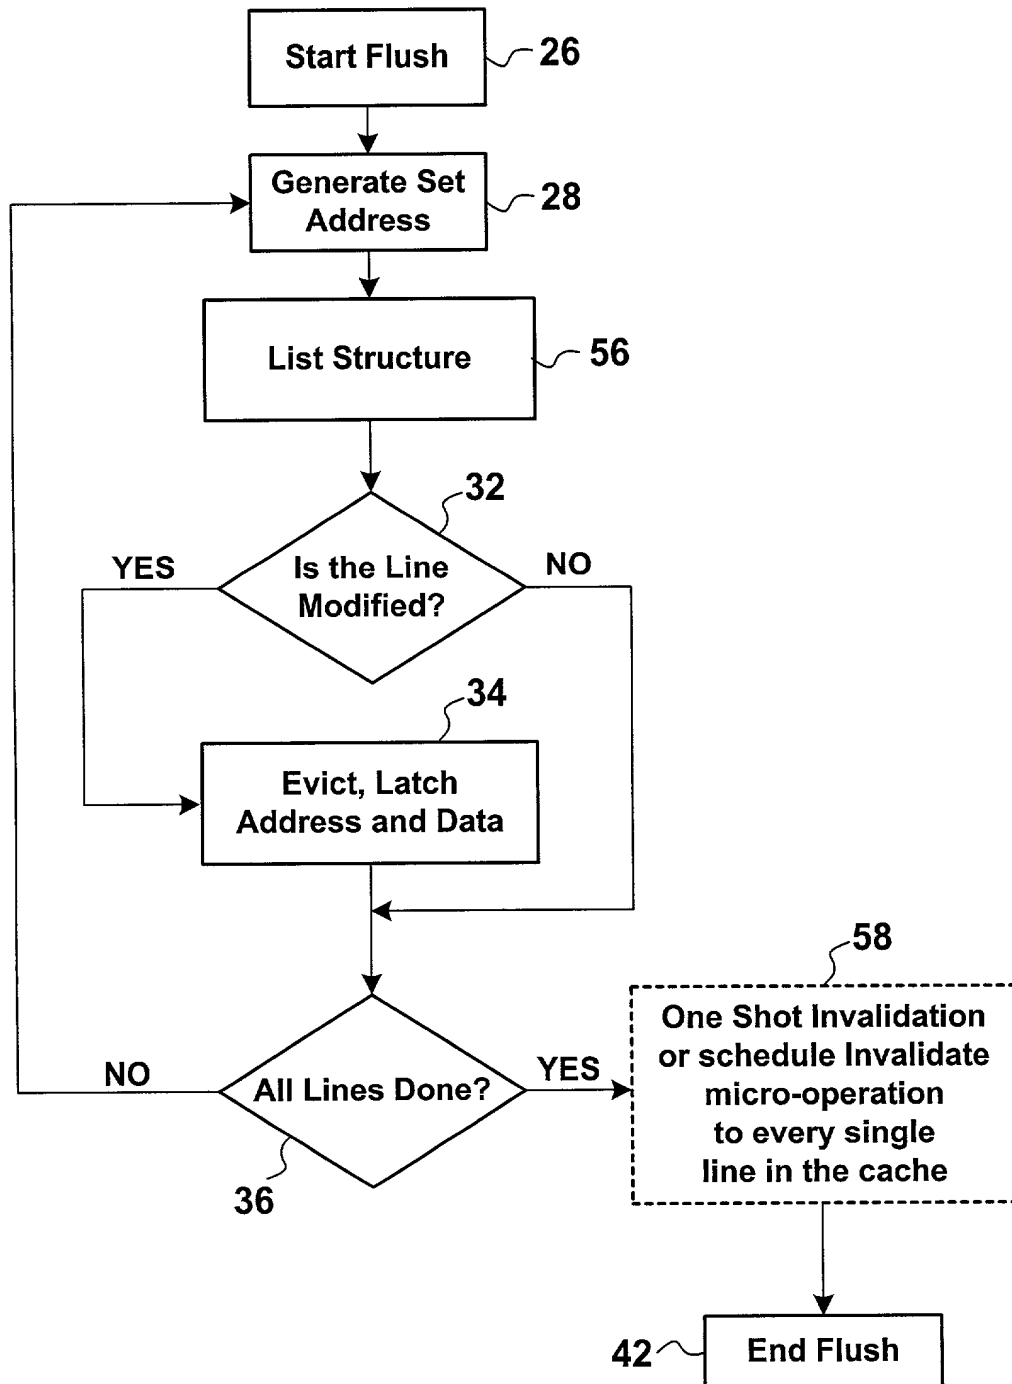 Start Flush
26
Generate Set
Address
28
List Structure
56
32
Is the Line
Modified?
YES
NO
34
Evict, Latch
Address and Data
58
One Shot Invalidation
or schedule Invalidate
micro-operation
to every single
line in the cache
All Lines Done?
NO
YES
36
42
End Flush